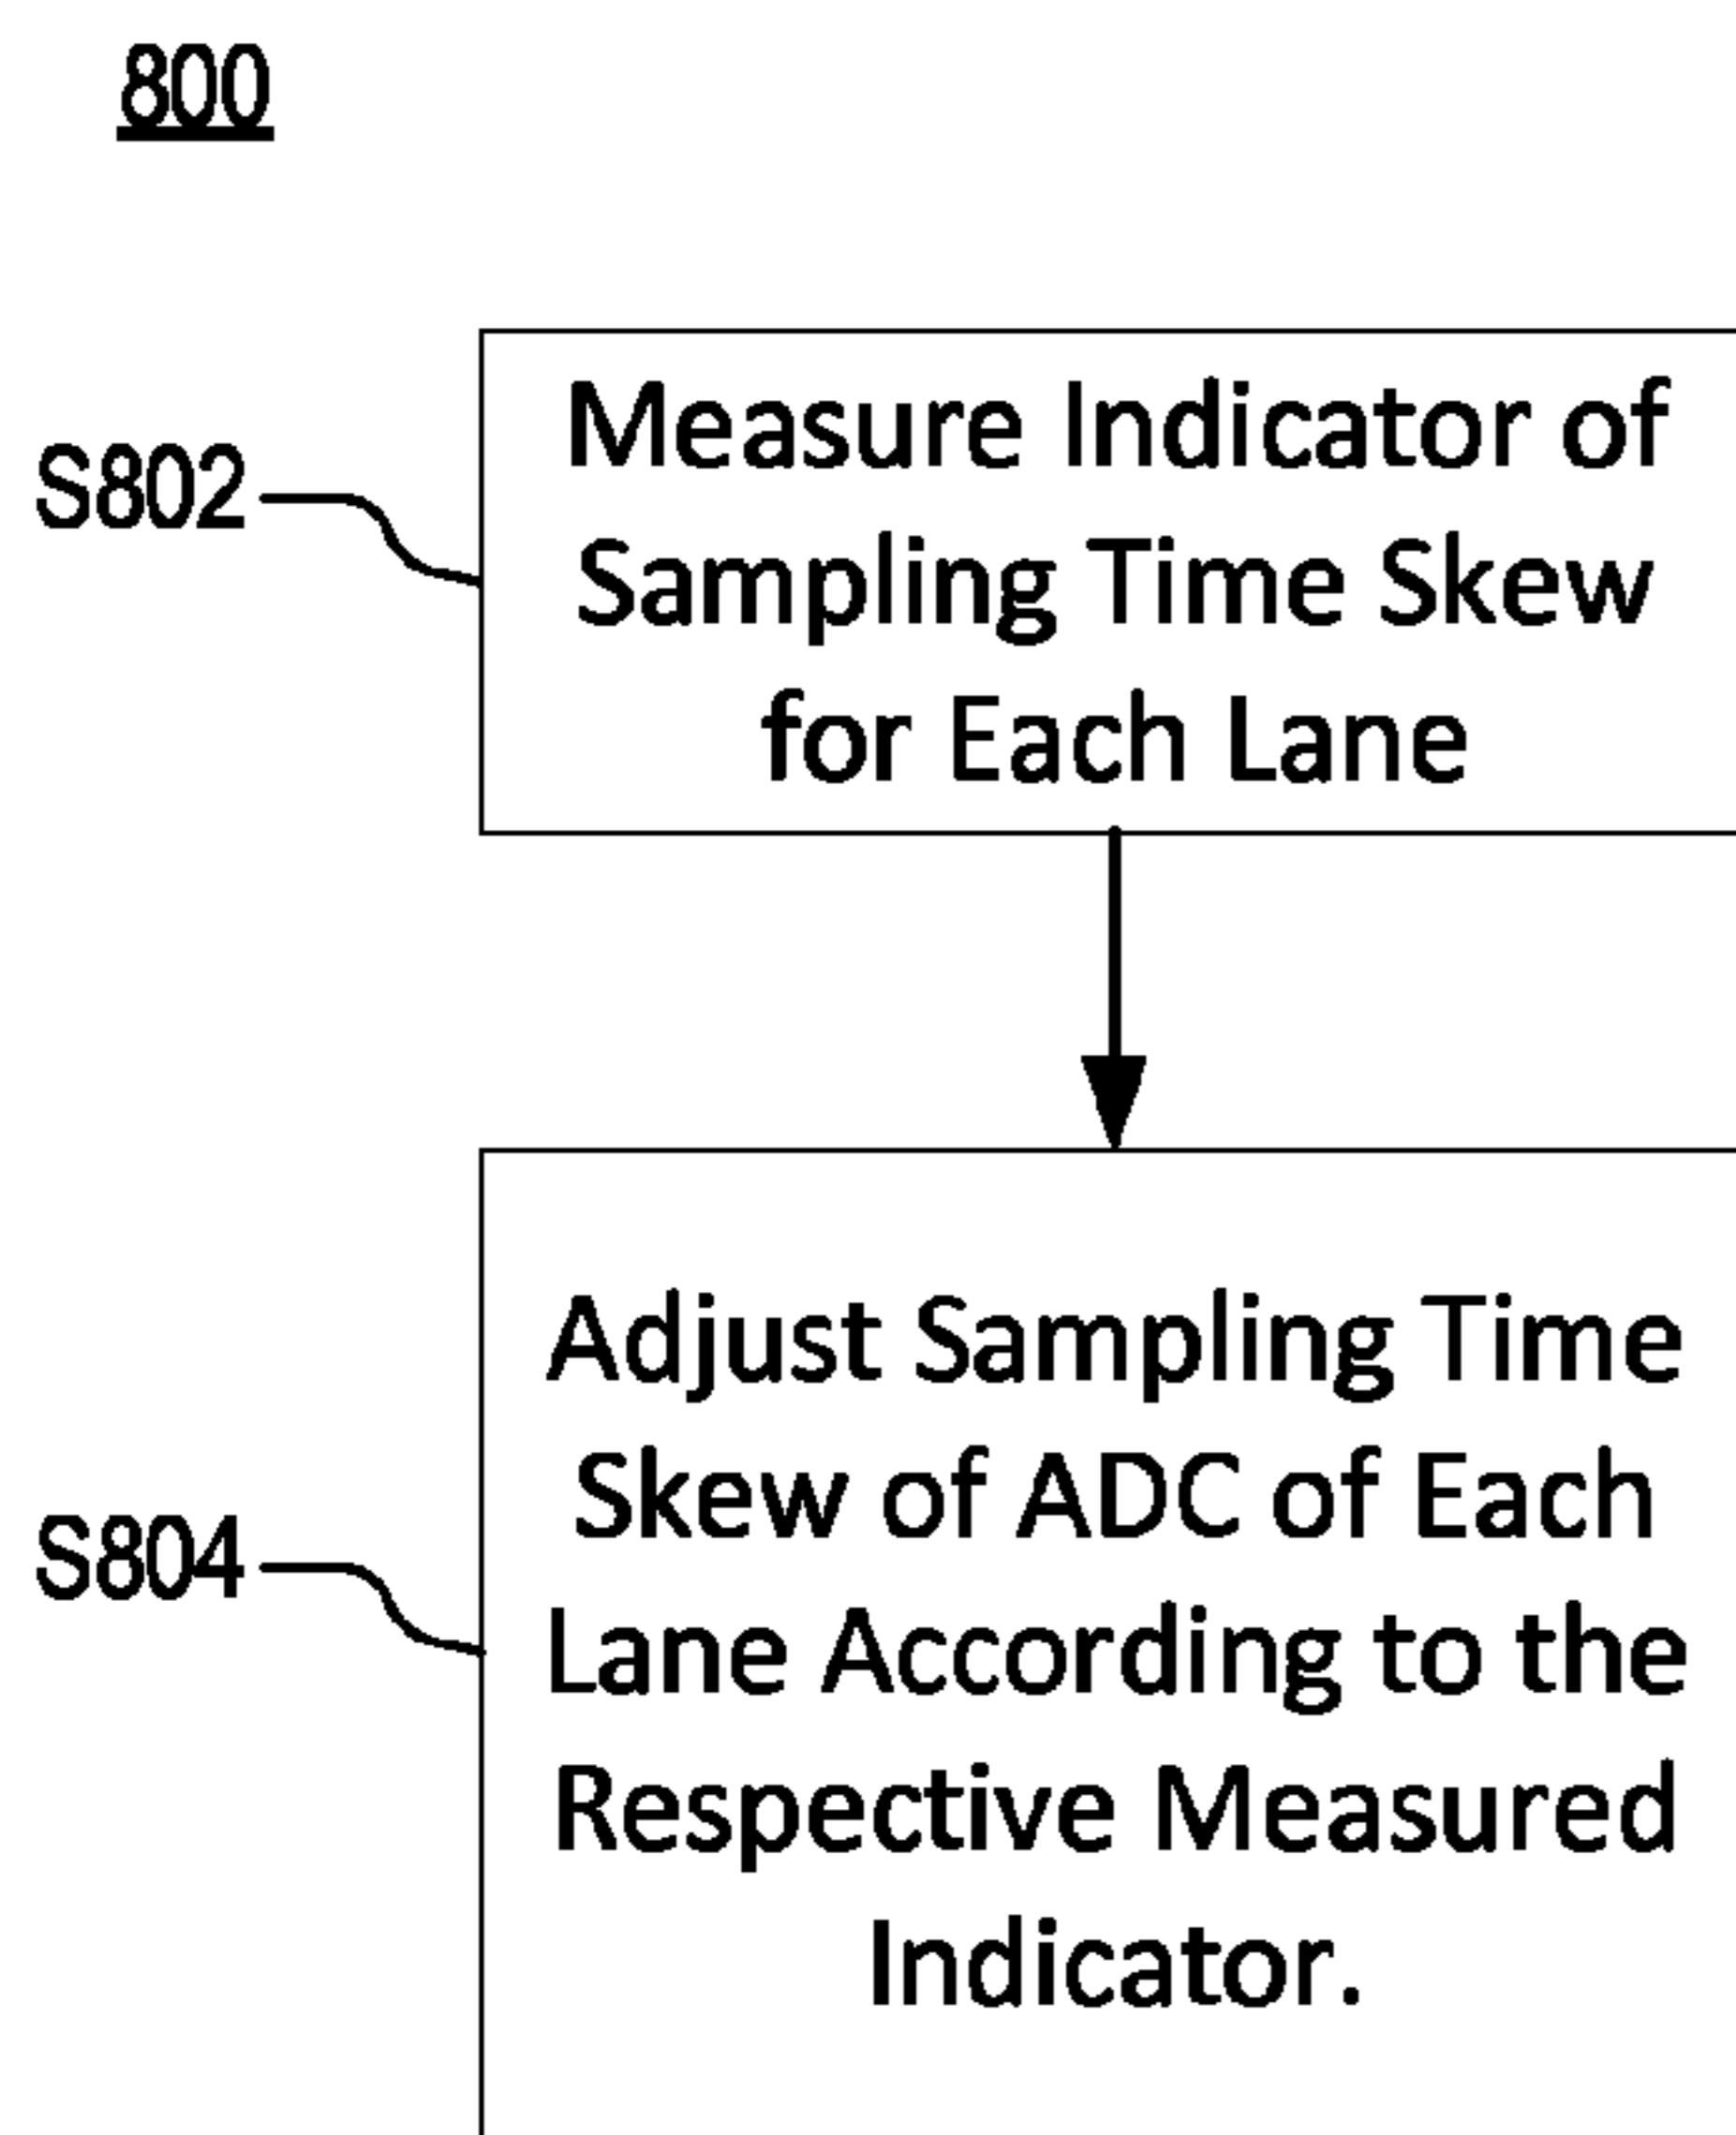 800
S802
Measure Indicator of
Sampling Time Skew
for Each Lane
S804
Adjust Sampling Time
Skew of ADC of Each
Lane According to the
Respective Measured
Indicator.